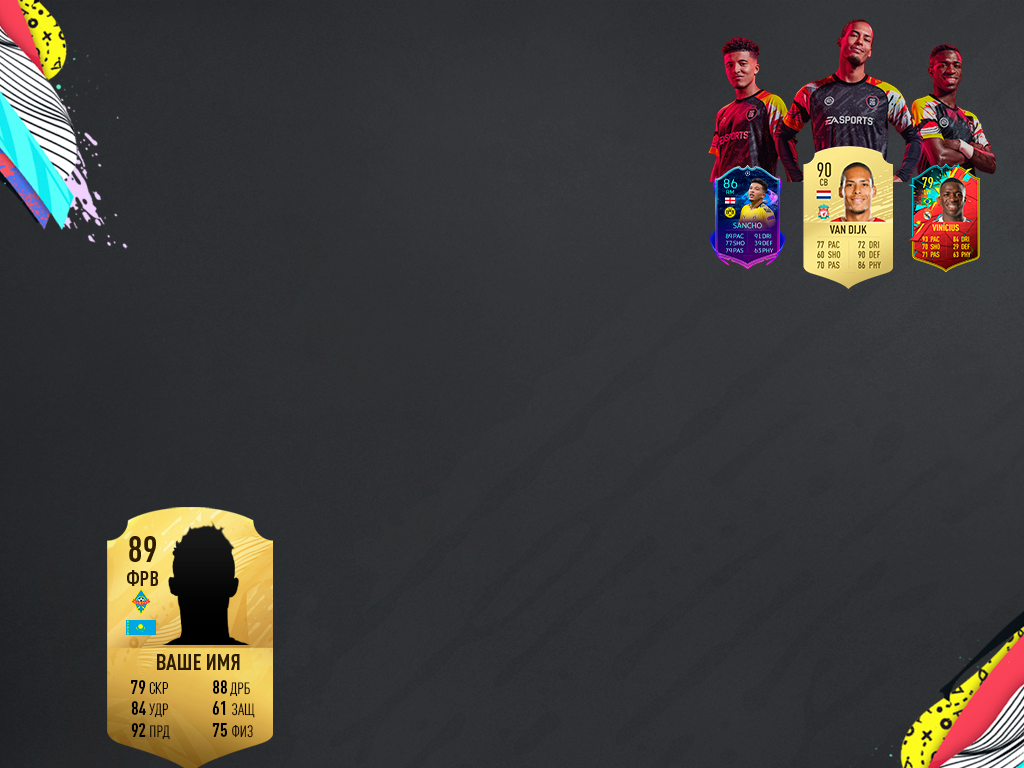 EA SPORTS
EA SPORTS
86
RM
SANCHO
89 PAC 91 DRI
77 SHO 39 DEF
79 PAS 65 PHY
90
CB
VAN DIJK
77 PAC 72 DRI
60 SHO 90 DEF
70 PAS 86 PHY
79
VINÍCIUS
93 PAC 84 DRI
70 SHO 29 DEF
71 PAS 63 PHY
89
ФРВ
ВАШЕ ИМЯ
79 СКР 88 ДРБ
84 УДР 61 ЗАЩ
92 ПРД 75 ФИЗ